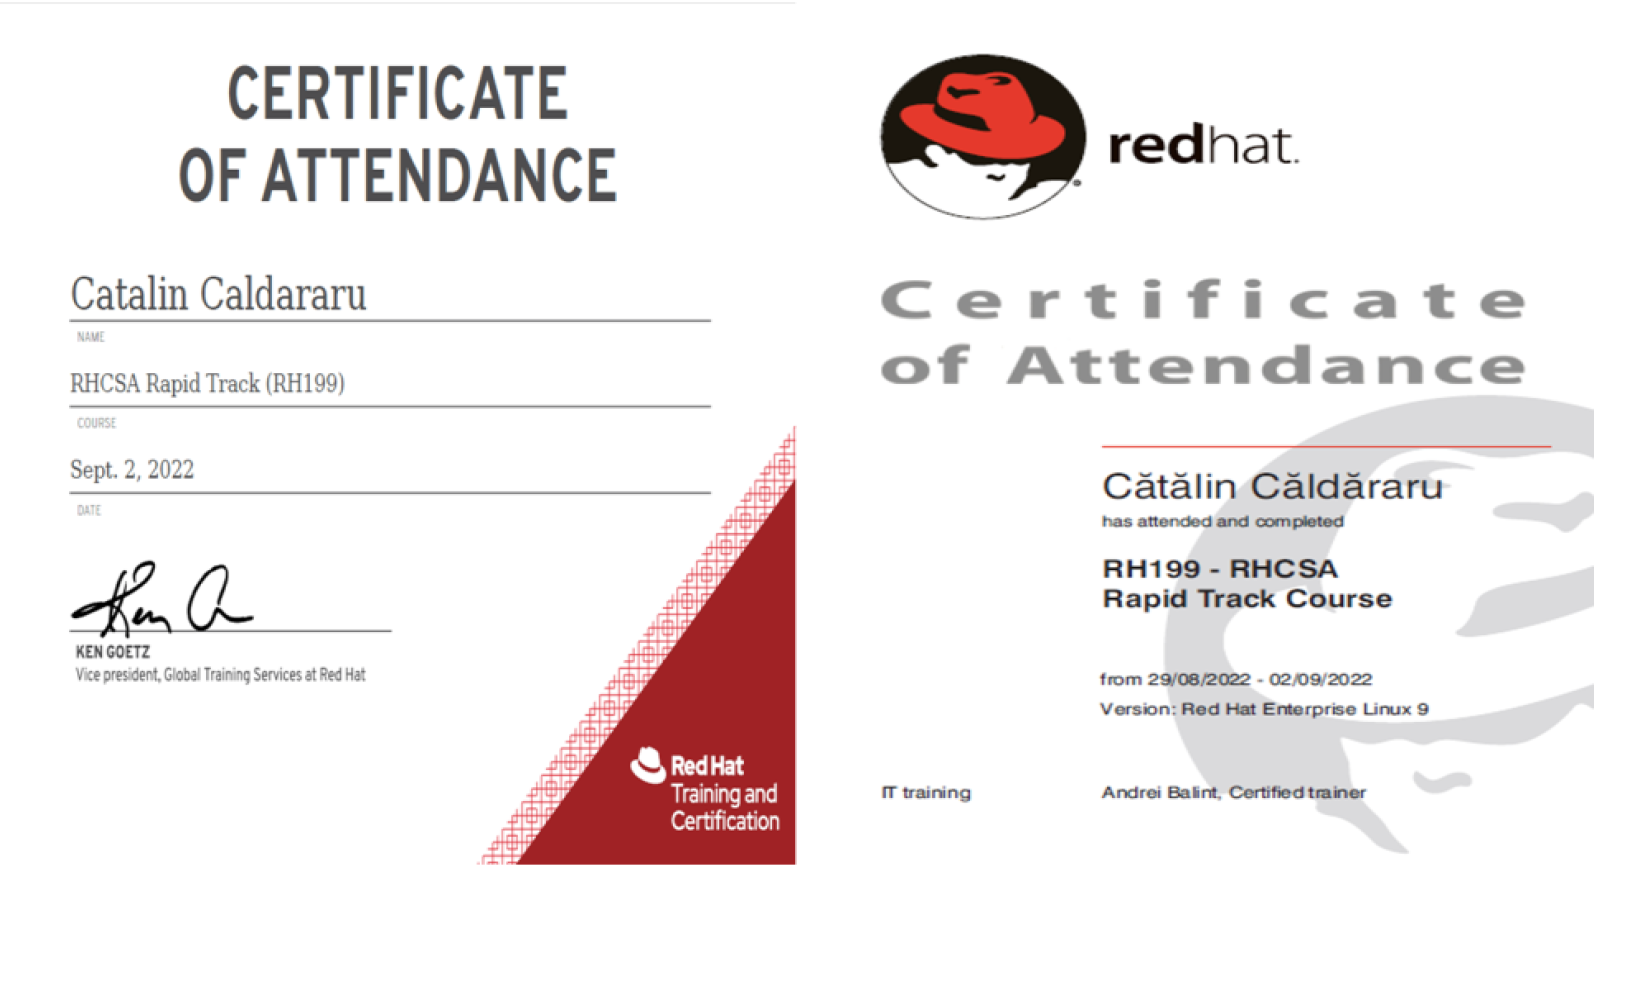 CERTIFICATE
OF ATTENDANCE
Catalin Caldararu
NAME
RHCSA Rapid Track (RH199)
COURSE
Sept. 2, 2022
DATE
KEN GOETZ
Vice president, Global Training Services at Red Hat
Red Hat
Training and
Certification
redhat.
Certificate
of Attendance
Cătălin Căldăraru
has attended and completed
RH199 - RHCSA
Rapid Track Course
from 29/08/2022 - 02/09/2022
Version: Red Hat Enterprise Linux 9
IT training
Andrei Balint, Certified trainer